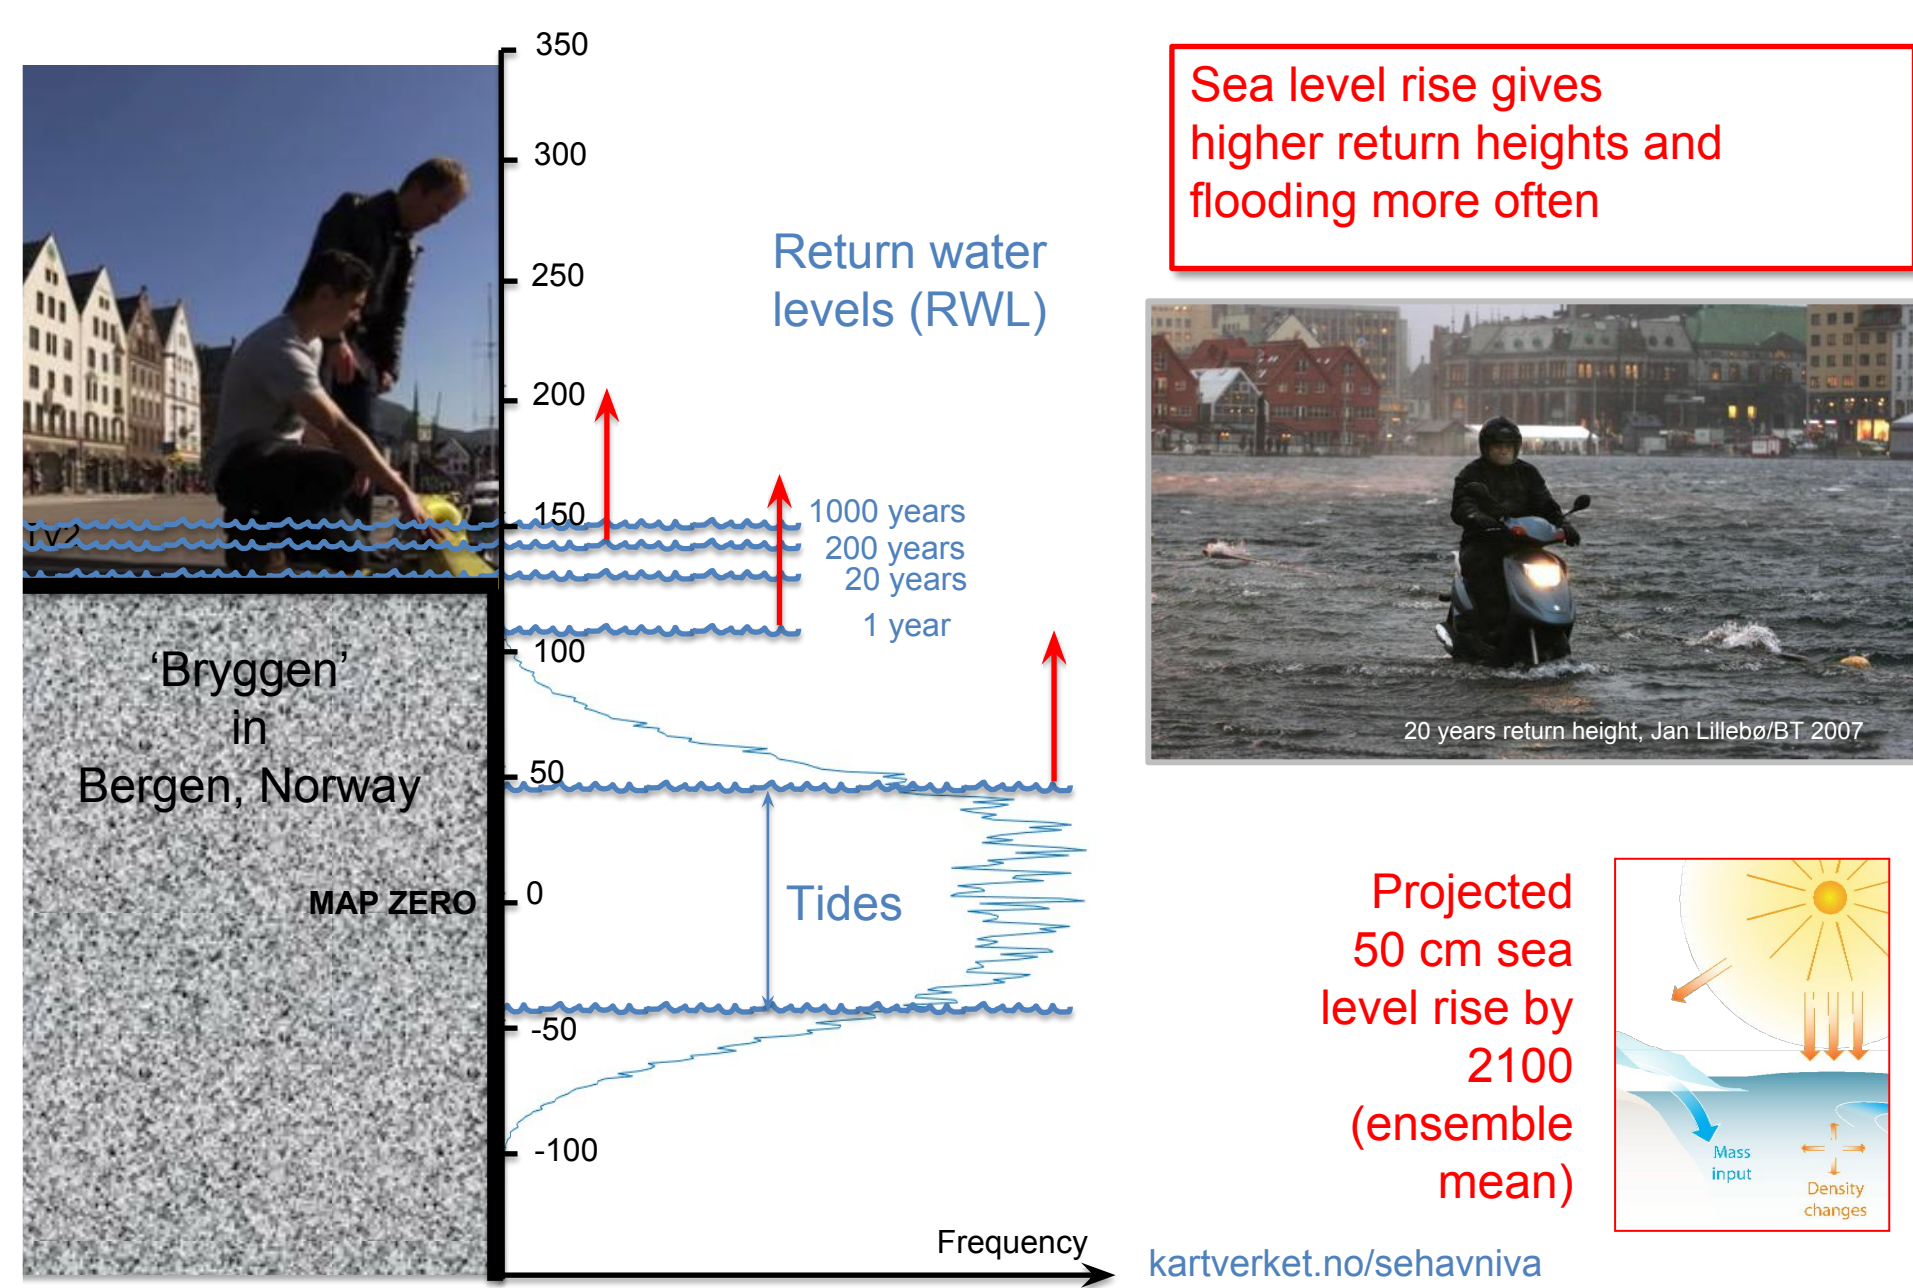 350
300
250
200
150
100
50
0
-50
-100
TV2
'Bryggen'
in
Bergen, Norway
MAP ZERO
Return water
levels (RWL)
1000 years
200 years
20 years
1 year
Tides
Frequency
Sea level rise gives
higher return heights and
flooding more often
20 years return height, Jan Lillebø/BT 2007
Projected
50 cm sea
level rise by
2100
(ensemble
mean)
Mass
input
Density
changes
kartverket.no/sehavniva